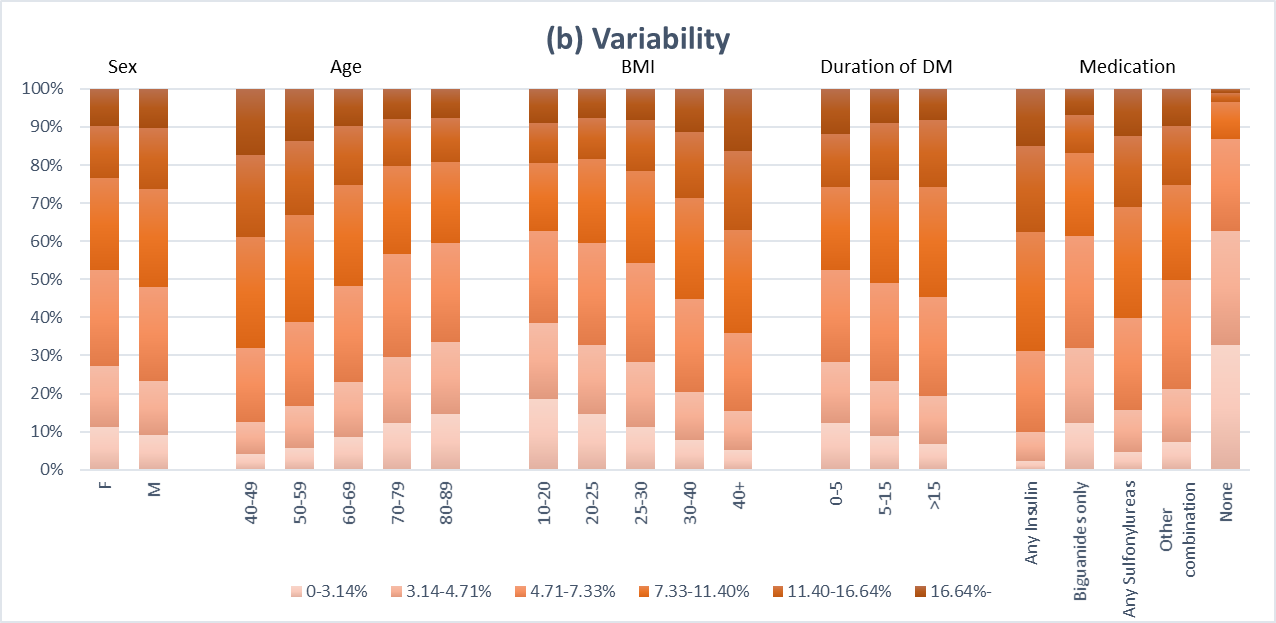 (b) Variability
Sex Age BMI Duration of DM Medication
100%
90%
80%
70%
60%
50%
40%
30%
20%
10%
0%
F
M
40-49
50-59
60-69
70-79
80-89
10-20
20-25
25-30
30-40
40+
0-5
5-15
>15
Any Insulin
Biguanides only
Any Sulfonylureas
Other
combination
None
0-3.14% 3.14-4.71% 4.71-7.33% 7.33-11.40% 11.40-16.64% 16.64%-